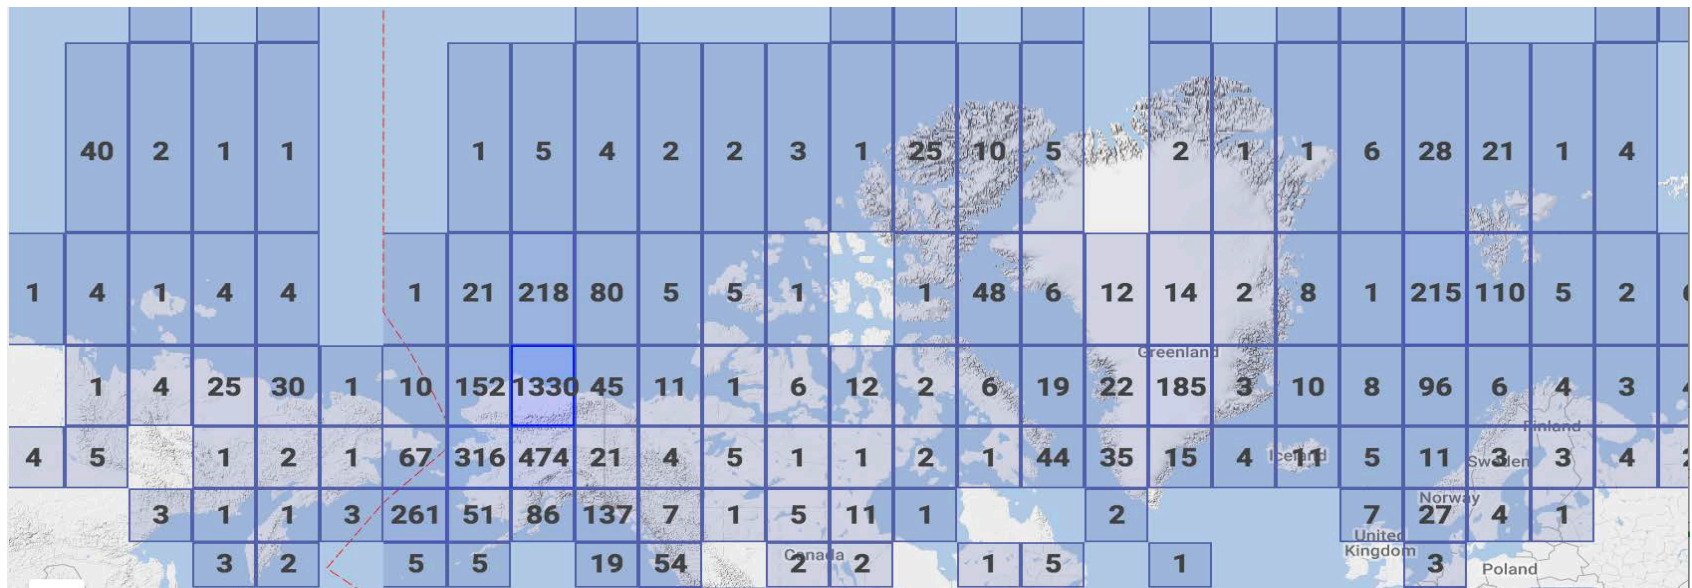 40 2 1 1 1 5 4 2 2 3 1 25 10 5 2 1 1 6 28 21 1 4
1 4 1 4 4 1 21 218 80 5 5 1 1 48 6 12 14 2 8 1 215 110 5 2
Greenland
1 4 25 30 1 10 152 1330 45 11 1 6 12 2 6 19 22 185 3 10 8 96 6 4 3
Finland
4 5 1 2 1 67 316 474 21 4 5 1 1 2 1 44 35 15 4 11 5 11 3 3 4
Iceland Sweden
Norway
3 1 1 3 261 51 86 137 7 1 5 11 1 2 7 27 4 1
United
Kingdom
Canada
3 2 5 5 19 54 2 2 1 5 1 3
Poland